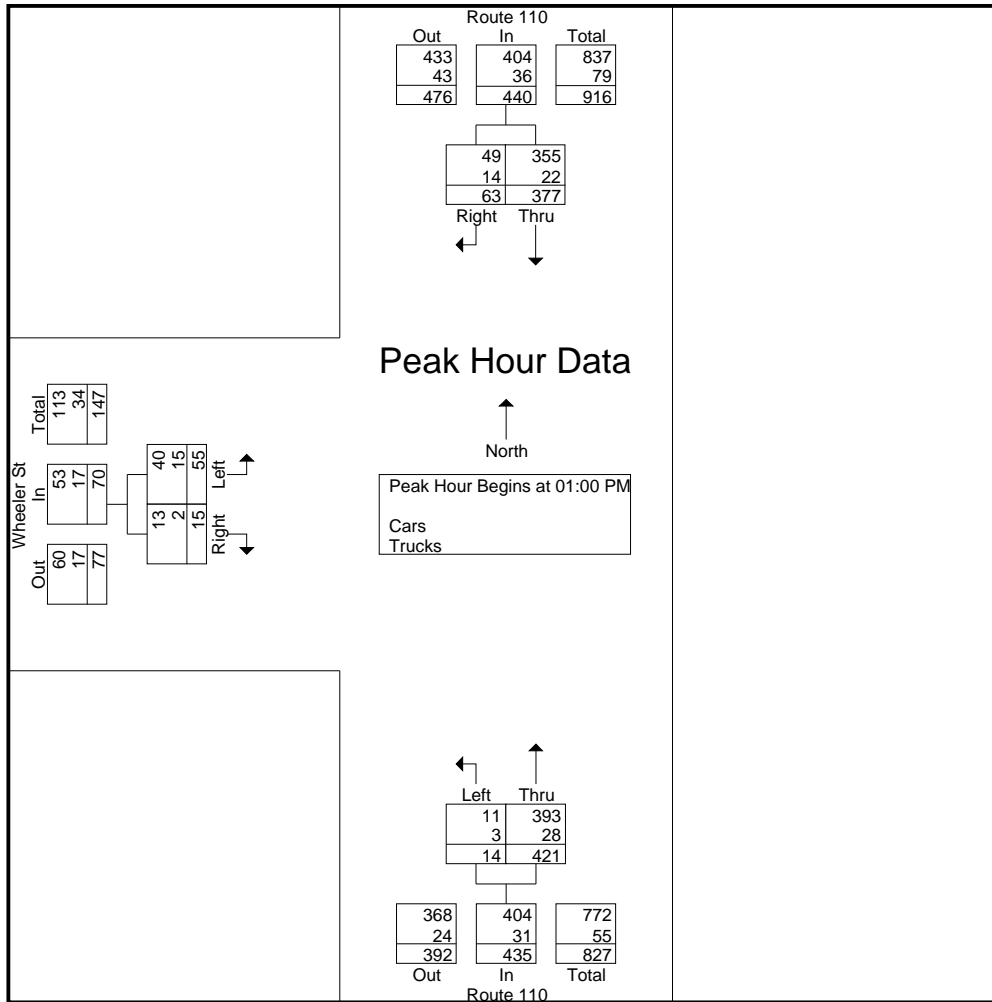 Route 110
Out In Total
433 404 837
43 36 79
476 440 916
49 355
14 22
63 377
Right Thru
Peak Hour Data
North
Peak Hour Begins at 01:00 PM
Cars
Trucks
Wheeler St
Total
113
34
147
In
53
17
70
Out
60
17
77
40
15
55
Left
13
2
15
Right
Left Thru
11 393
3 28
14 421
368 404 772
24 31 55
392 435 827
Out In Total
Route 110